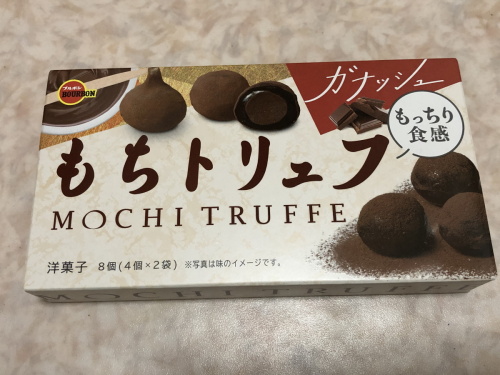 ブルボン
BOURBON
ガナッシュ
もっちり
食感
もちトリュフ
MOCHI TRUFFE
洋菓子 8個(4個×2袋) ※写真は味のイメージです。
MOCHI TRUFFE